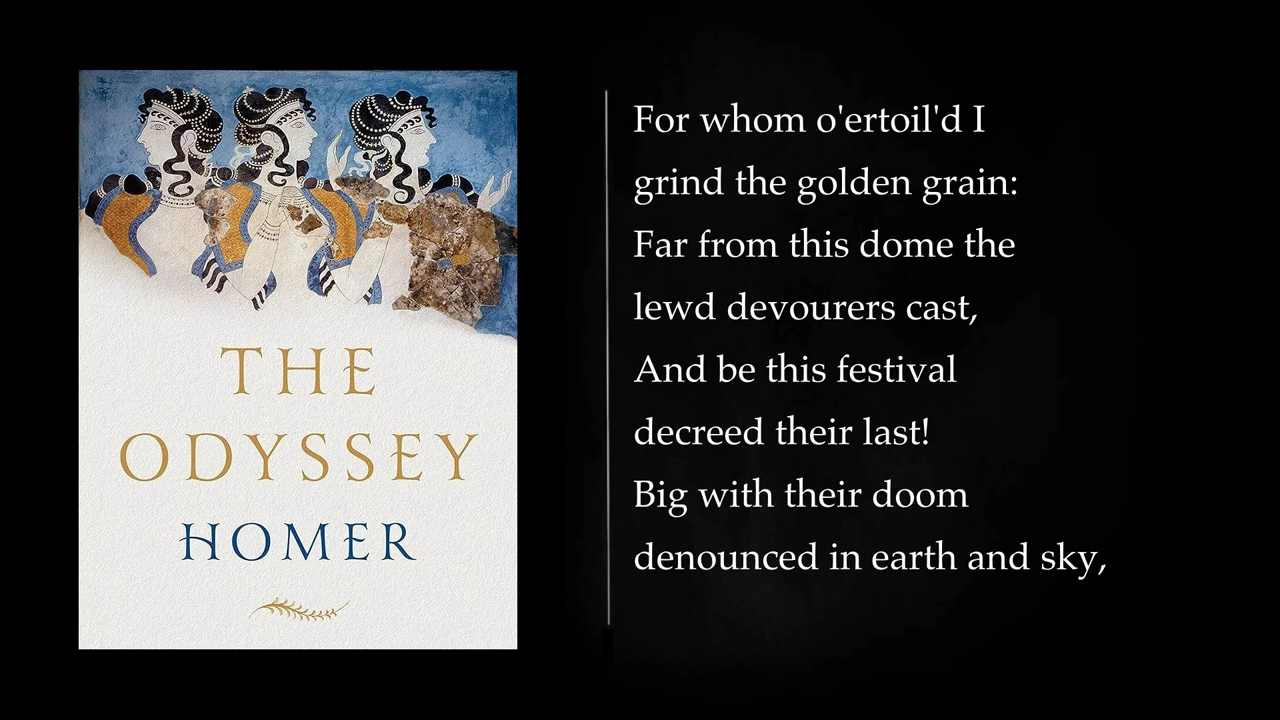 THE
ODYSSEY
HOMER
For whom o'ertoil'd I
grind the golden grain:
Far from this dome the
lewd devourers cast,
And be this festival
decreed their last!
Big with their doom
denounced in earth and sky,